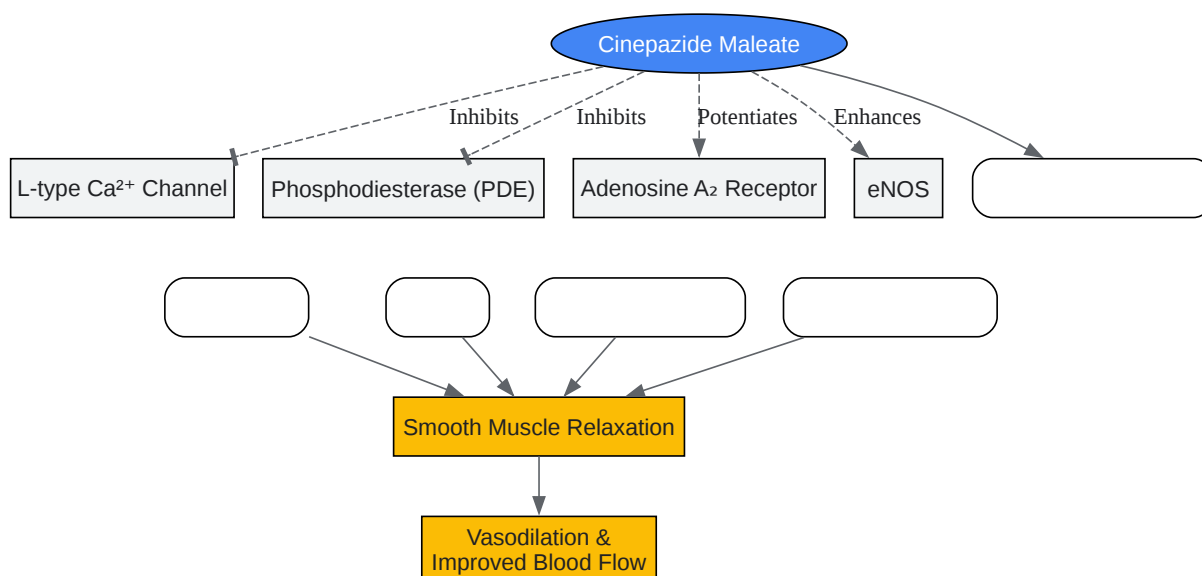 Cinepazide Maleate
Inhibits
Inhibits
Potentiates
Enhances
L-type Ca²⁺ Channel
Phosphodiesterase (PDE)
Adenosine A₂ Receptor
eNOS
Smooth Muscle Relaxation
Vasodilation &
Improved Blood Flow